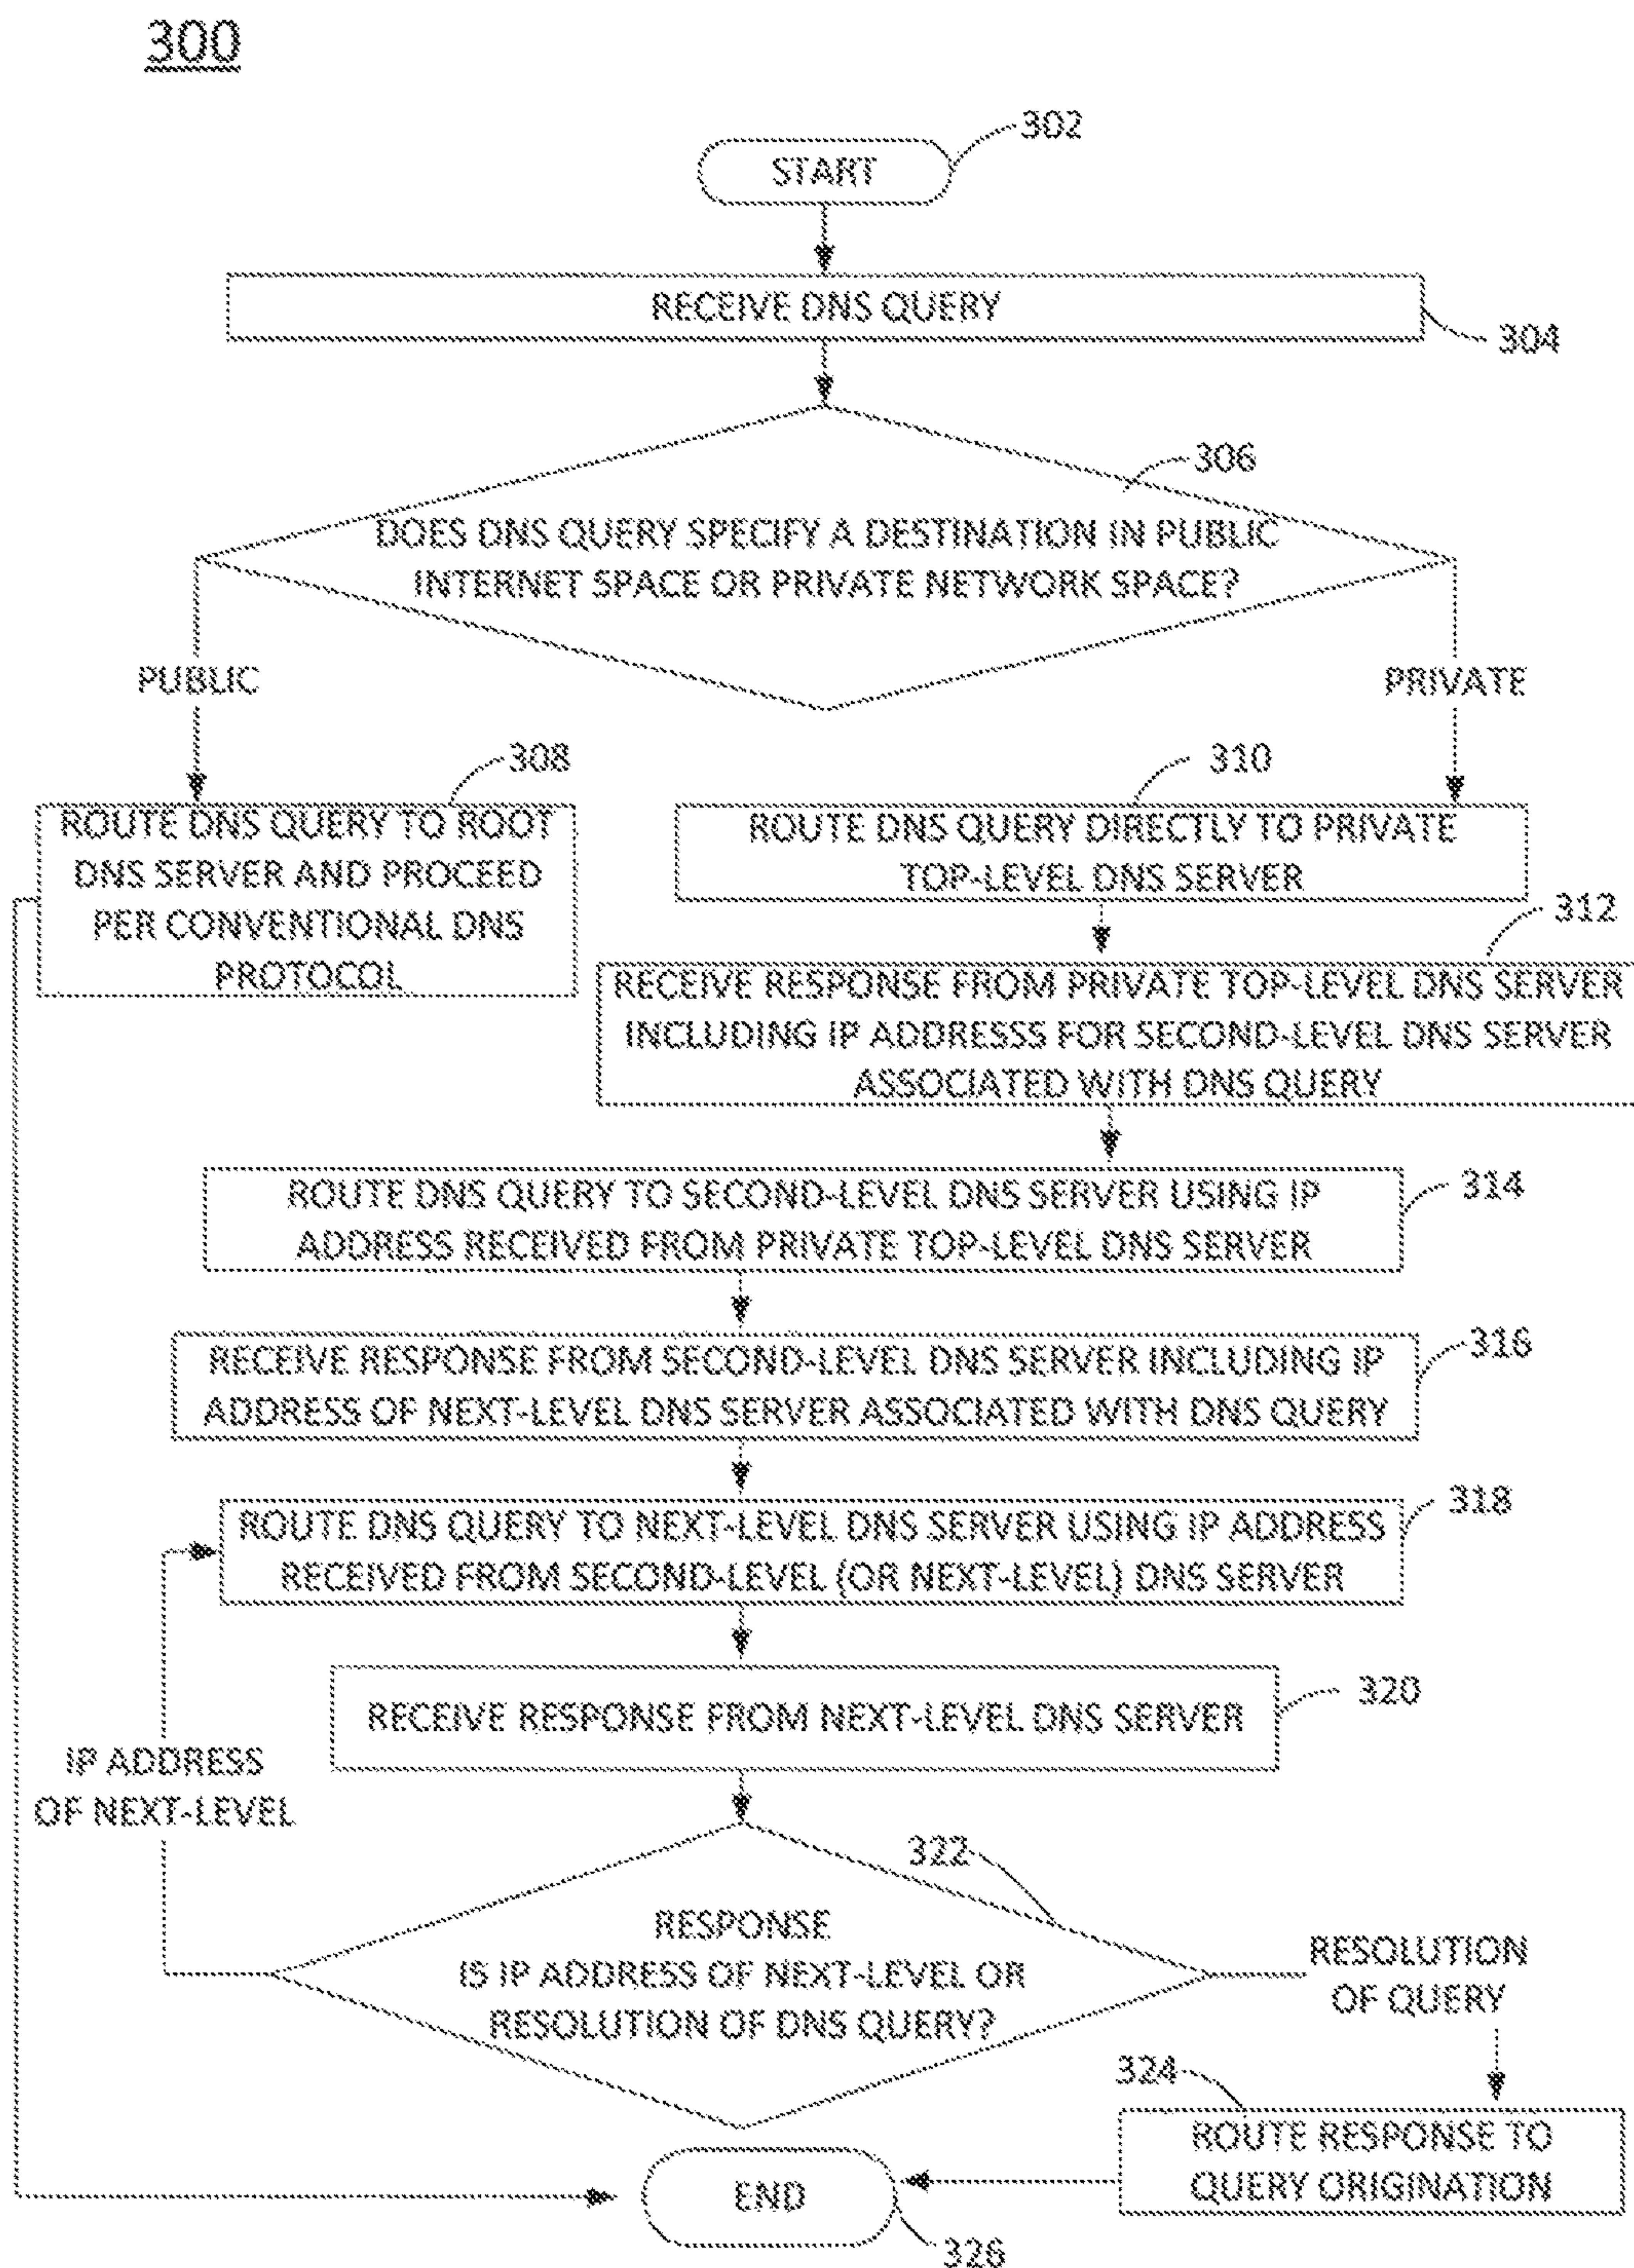 300
302
START
RECEIVE DNS QUERY
304
306
DOES DNS QUERY SPECIFY A DESTINATION IN PUBLIC
INTERNET SPACE OR PRIVATE NETWORK SPACE?
PUBLIC
PRIVATE
308
ROUTE DNS QUERY TO ROOT
DNS SERVER AND PROCEED
PER CONVENTIONAL DNS
PROTOCOL
310
ROUTE DNS QUERY DIRECTLY TO PRIVATE
TOP-LEVEL DNS SERVER
312
RECEIVE RESPONSE FROM PRIVATE TOP-LEVEL DNS SERVER
INCLUDING IP ADDRESSS FOR SECOND-LEVEL DNS SERVER
ASSOCIATED WITH DNS QUERY
314
ROUTE DNS QUERY TO SECOND-LEVEL DNS SERVER USING IP
ADDRESS RECEIVED FROM PRIVATE TOP-LEVEL DNS SERVER
316
RECEIVE RESPONSE FROM SECOND-LEVEL DNS SERVER INCLUDING IP
ADDRESS OF NEXT-LEVEL DNS SERVER ASSOCIATED WITH DNS QUERY
318
ROUTE DNS QUERY TO NEXT-LEVEL DNS SERVER USING IP ADDRESS
RECEIVED FROM SECOND-LEVEL (OR NEXT-LEVEL) DNS SERVER
320
RECEIVE RESPONSE FROM NEXT-LEVEL DNS SERVER
IP ADDRESS
OF NEXT-LEVEL
322
RESPONSE
IS IP ADDRESS OF NEXT-LEVEL OR
RESOLUTION OF DNS QUERY?
RESOLUTION
OF QUERY
324
ROUTE RESPONSE TO
QUERY ORIGINATION
END
326